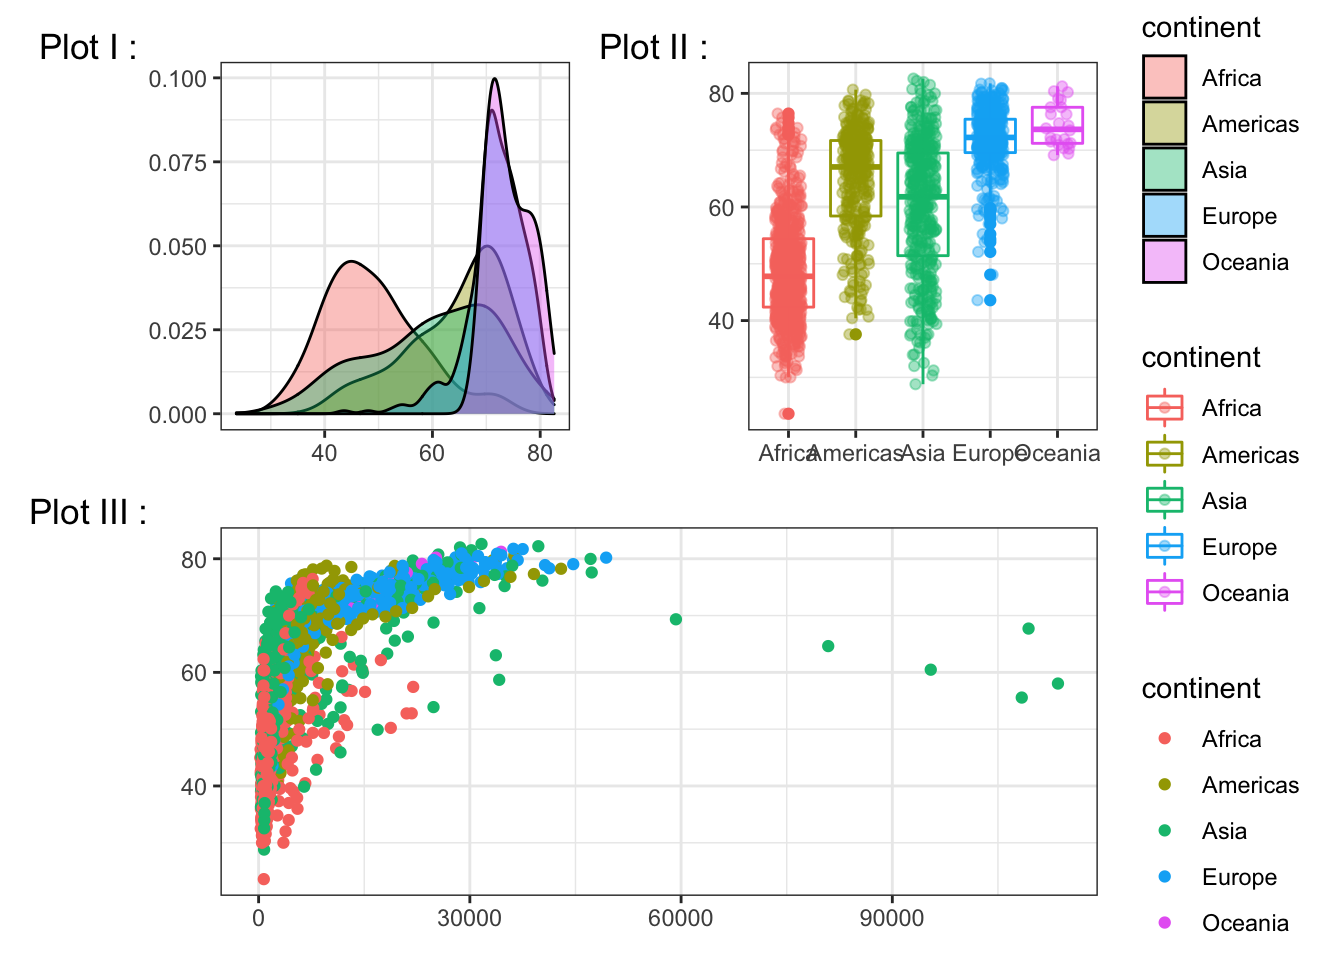 Plot I :
0.100
0.075
0.050
0.025
0.000
40 60 80
Plot II :
80
60
40
Africa Americas Asia Europe Oceania
Plot III :
80
60
40
0 30000 60000 90000
continent
Africa
Americas
Asia
Europe
Oceania
continent
Africa
Americas
Asia
Europe
Oceania
continent
Africa
Americas
Asia
Europe
Oceania